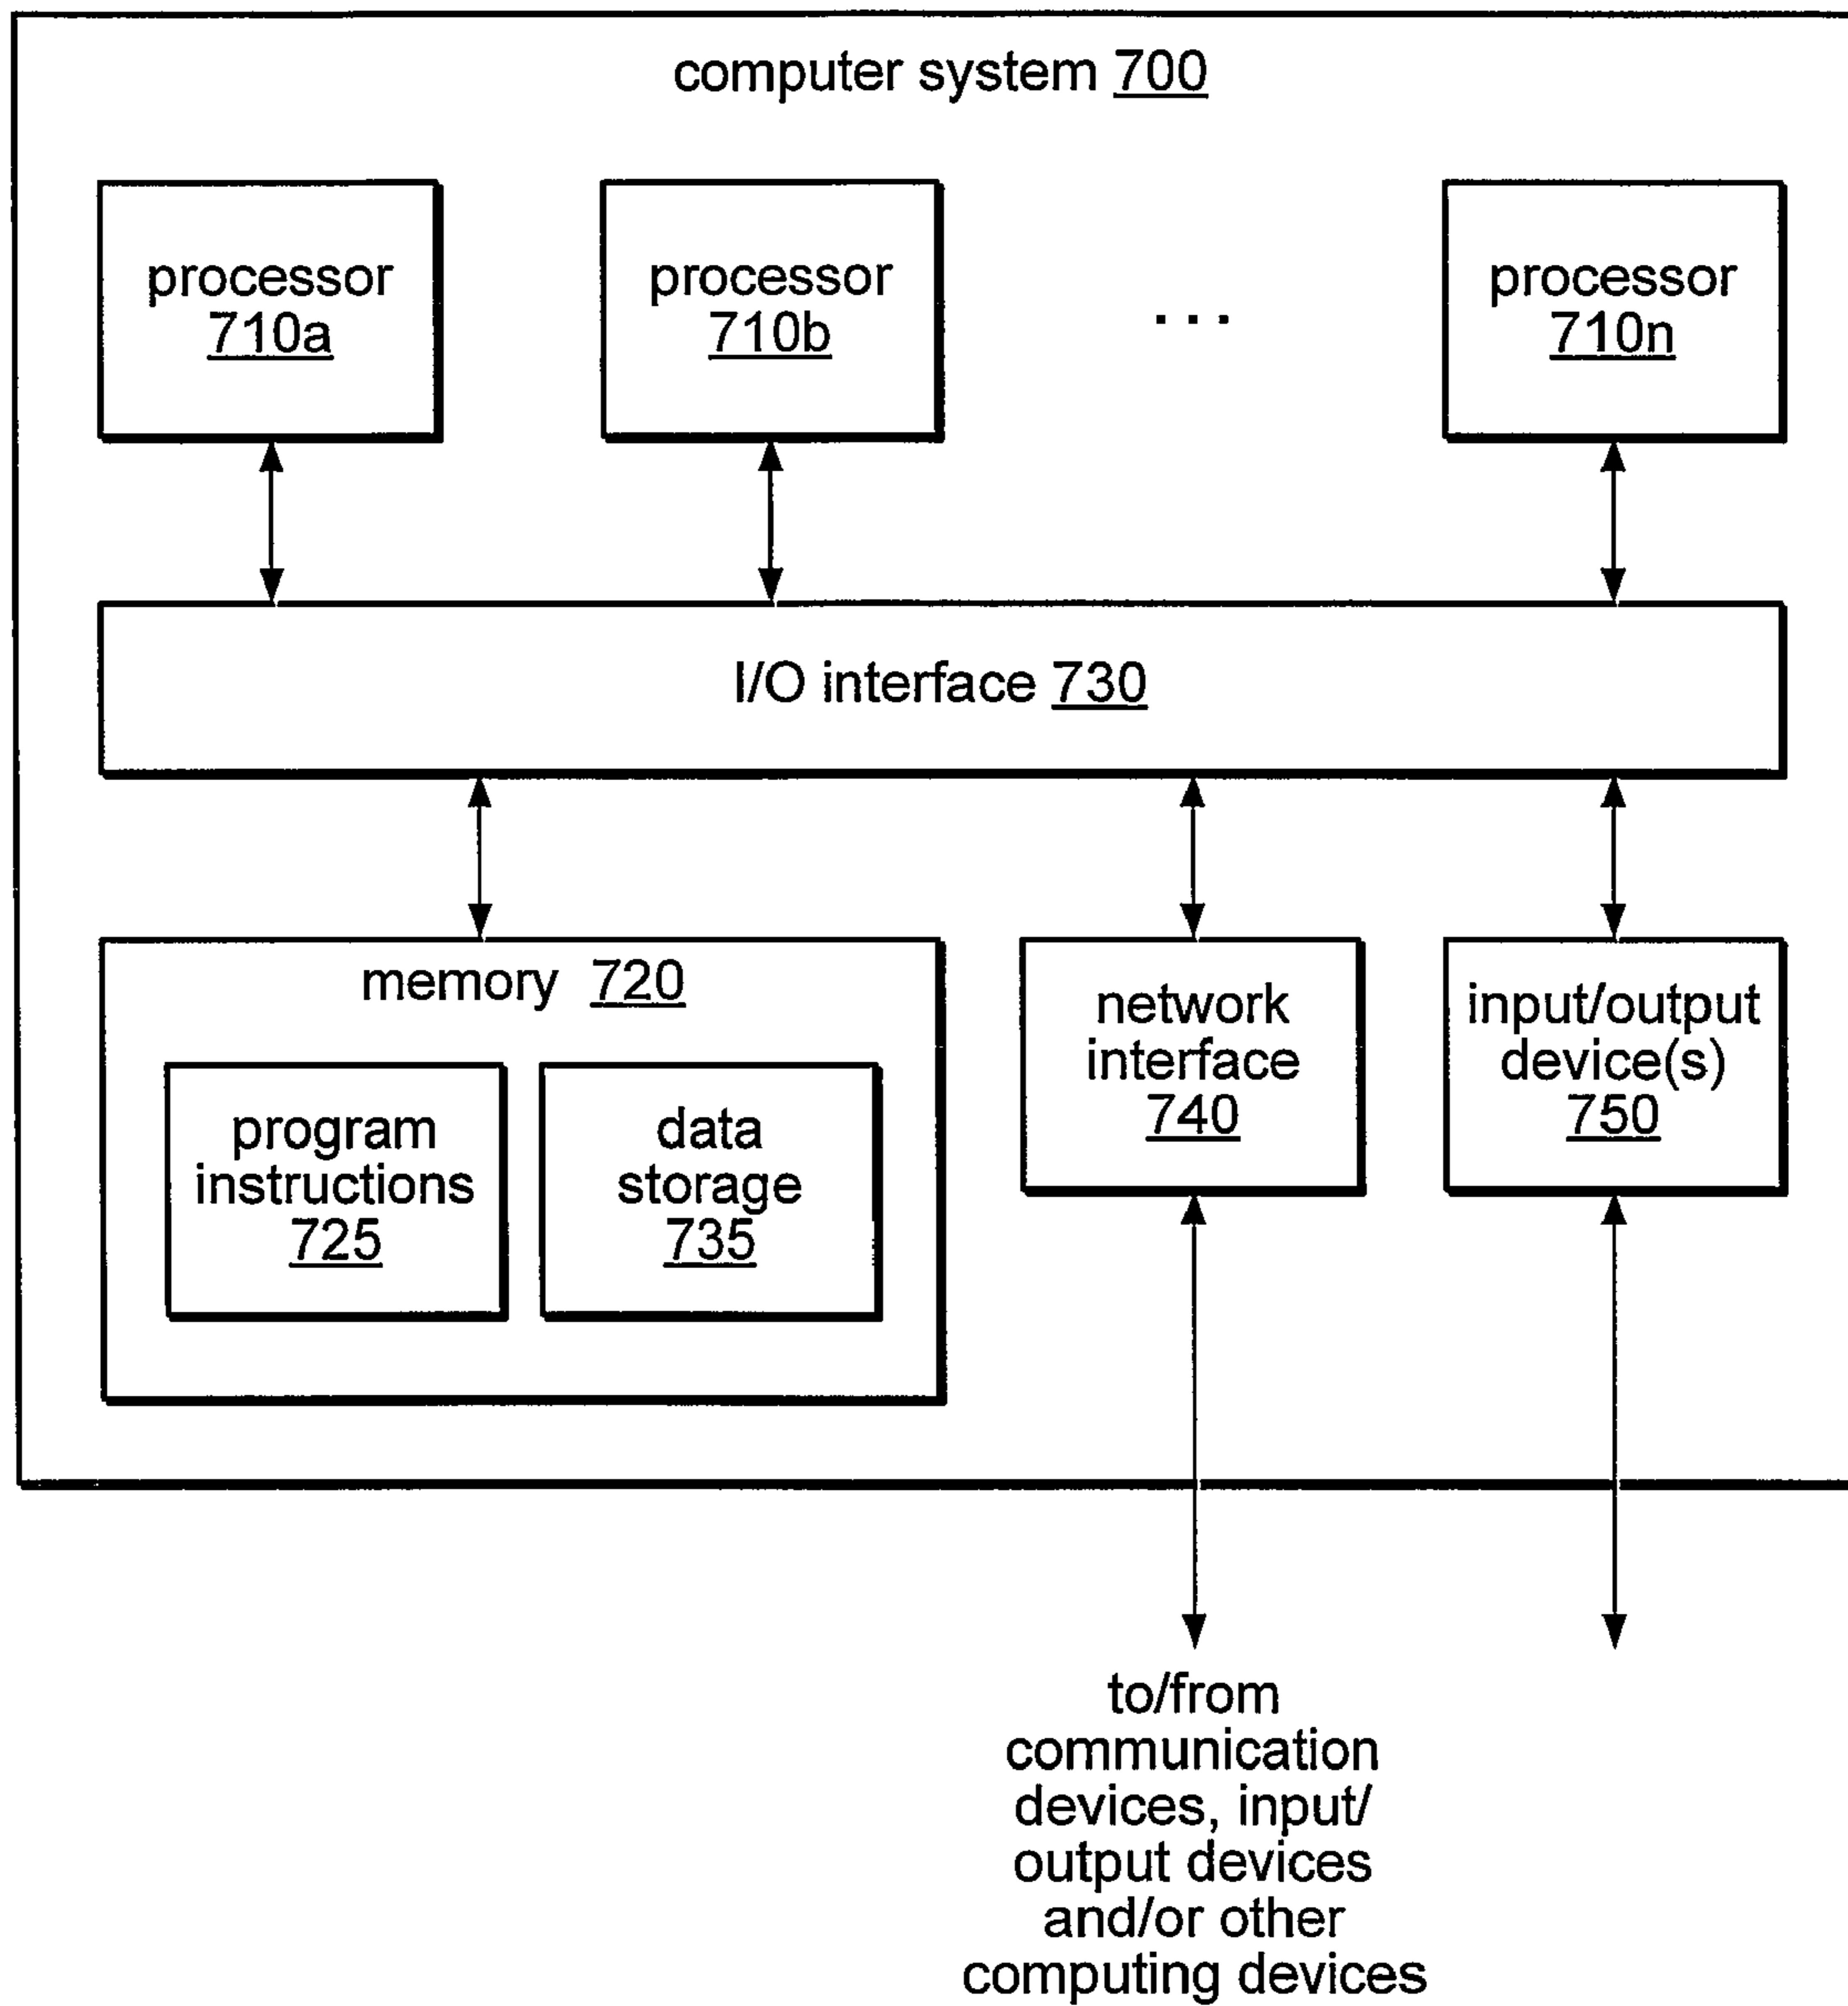 computer system 700
processor
710a
processor
710b
...
processor
710n
I/O interface 730
memory 720
program
instructions
725
data
storage
735
network
interface
740
input/output
device(s)
750
to/from
communication
devices, input/
output devices
and/or other
computing devices